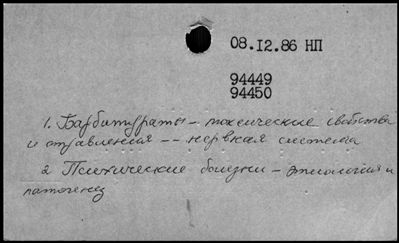 08.12.86 НП
94449
94450
1. Барбитураты – токсические свойства
и отравления -- нервная система
2 Психические болезни – этиология и
патогенез